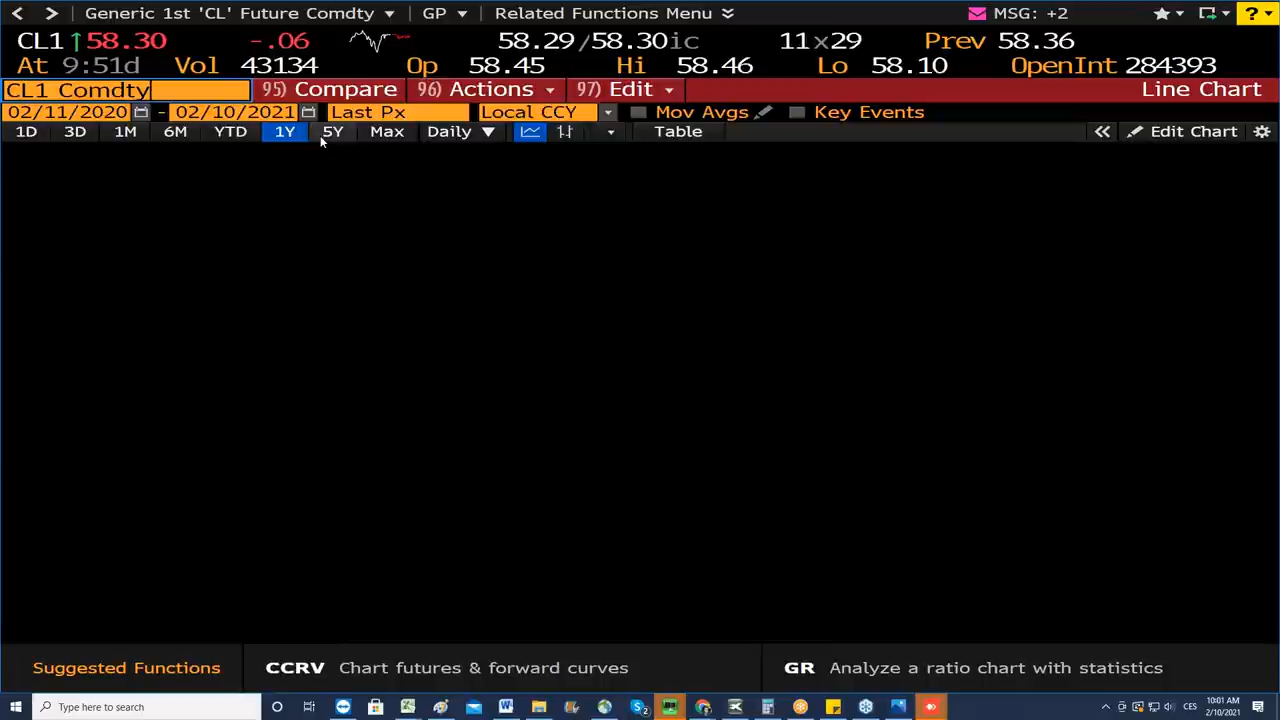 Generic 1st 'CL' Future Comdty GP Related Functions Menu MSG: +2 ?
CL1 ↑58.30 -.06 58.29/58.30ic 11x29 Prev 58.36
At 9:51d Vol 43134 Op 58.45 Hi 58.46 Lo 58.10 OpenInt 284393
CL1 Comdty 95) Compare 96) Actions 97) Edit Line Chart
02/11/2020 - 02/10/2021 Last Px Local CCY Mov Avgs Key Events
1D 3D 1M 6M YTD 1Y 5Y Max Daily ▼ Table « Edit Chart
Suggested Functions CCRV Chart futures & forward curves GR Analyze a ratio chart with statistics
Type here to search CES 10:01 AM
2/10/2021